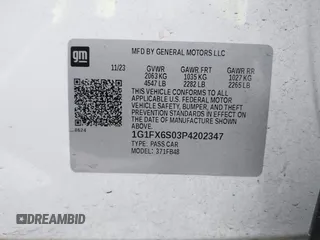 gm
MFD BY GENERAL MOTORS LLC
11/23 GVWR GAWR FRT GAWR RR
2063 KG 1035 KG 1027 KG
4547 LB 2282 LB 2265 LB
THIS VEHICLE CONFORMS TO ALL
APPLICABLE U.S. FEDERAL MOTOR
VEHICLE SAFETY, BUMPER, AND THEFT
PREVENTION STANDARDS IN EFFECT
ON THE DATE OF MANUFACTURE
SHOWN ABOVE.
1G1FX6S03P4202347
TYPE: PASS CAR
MODEL: 371FB48
DREAMBID